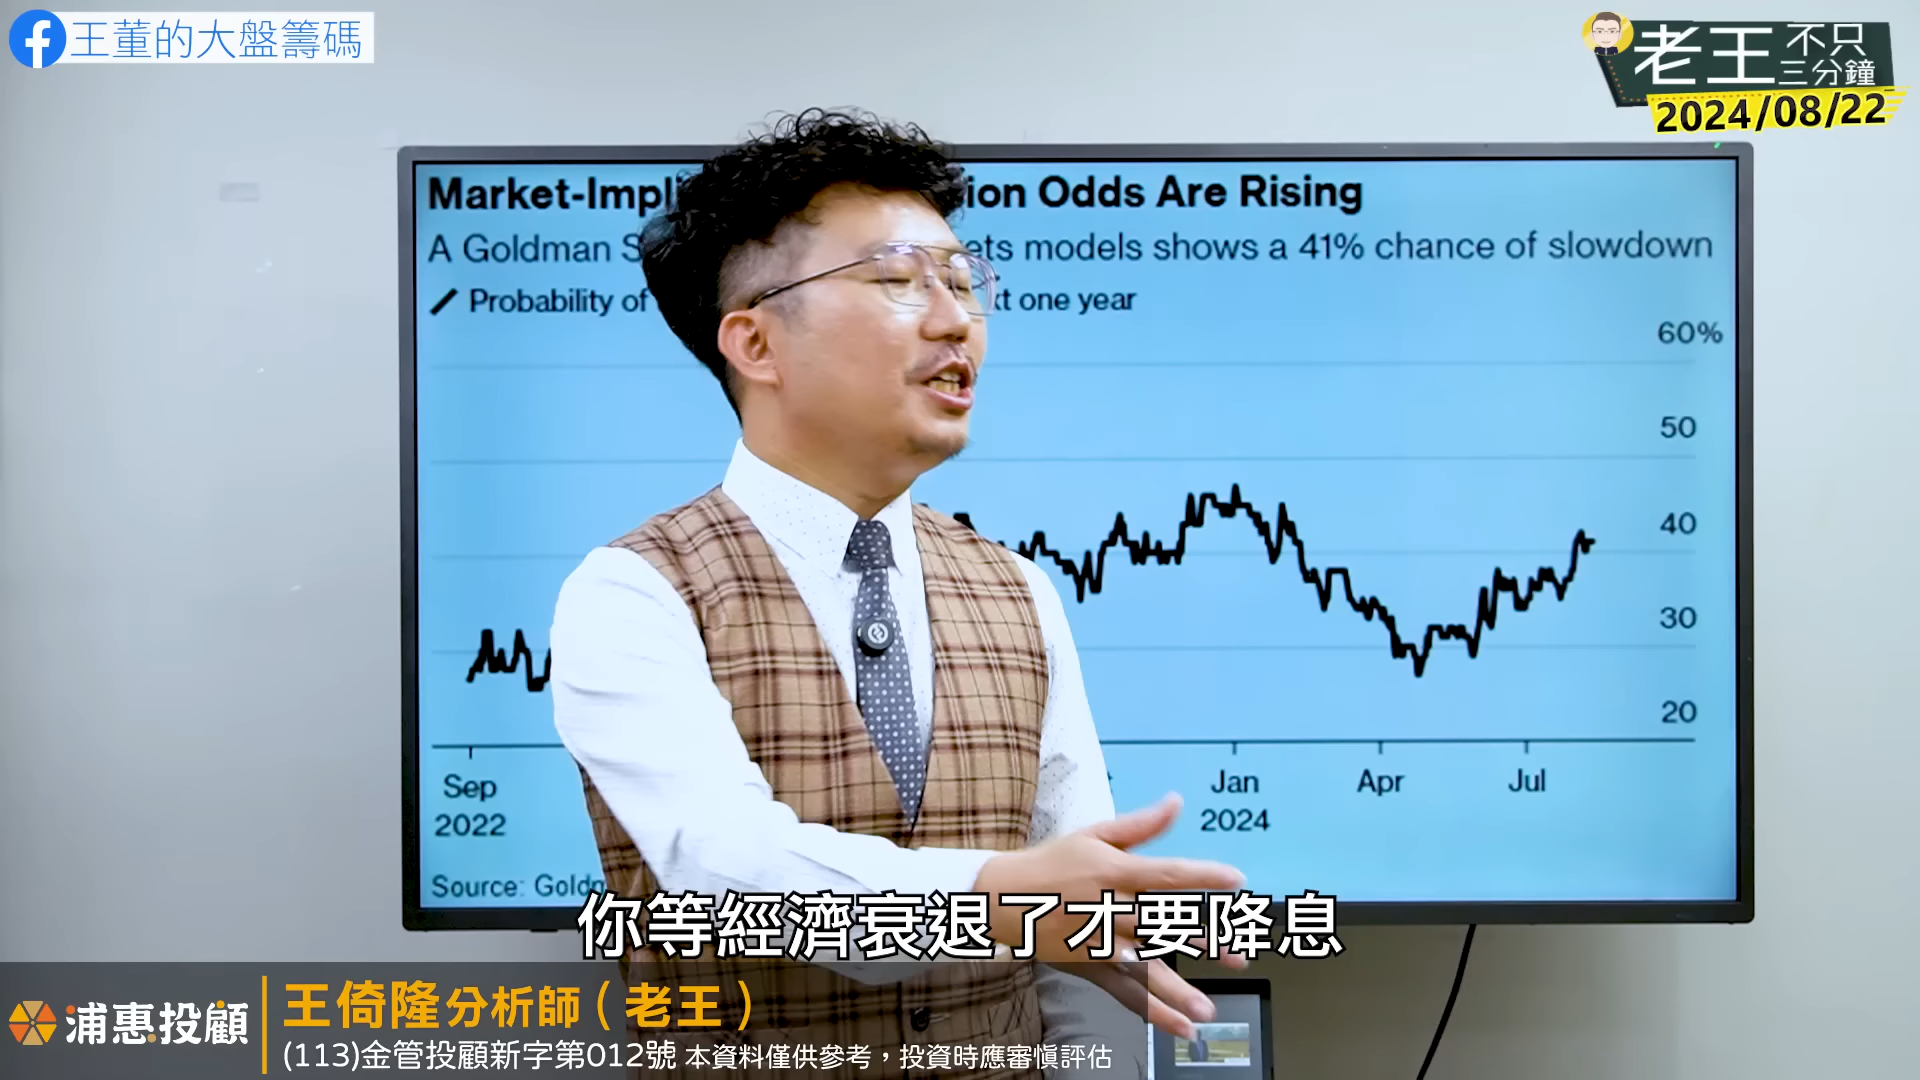 王董的大盤籌碼
老王不只三分鐘
2024/08/22
Market-Impli ion Odds Are Rising
A Goldman S ets models shows a 41% chance of slowdown
Probability of xt one year
60%
50
40
30
20
Sep Jan Apr Jul
2022 2024
Source: Goldm
你等經濟衰退了才要降息
浦惠投顧
王倚隆分析師(老王)
(113)金管投顧新字第012號 本資料僅供參考,投資時應審慎評估